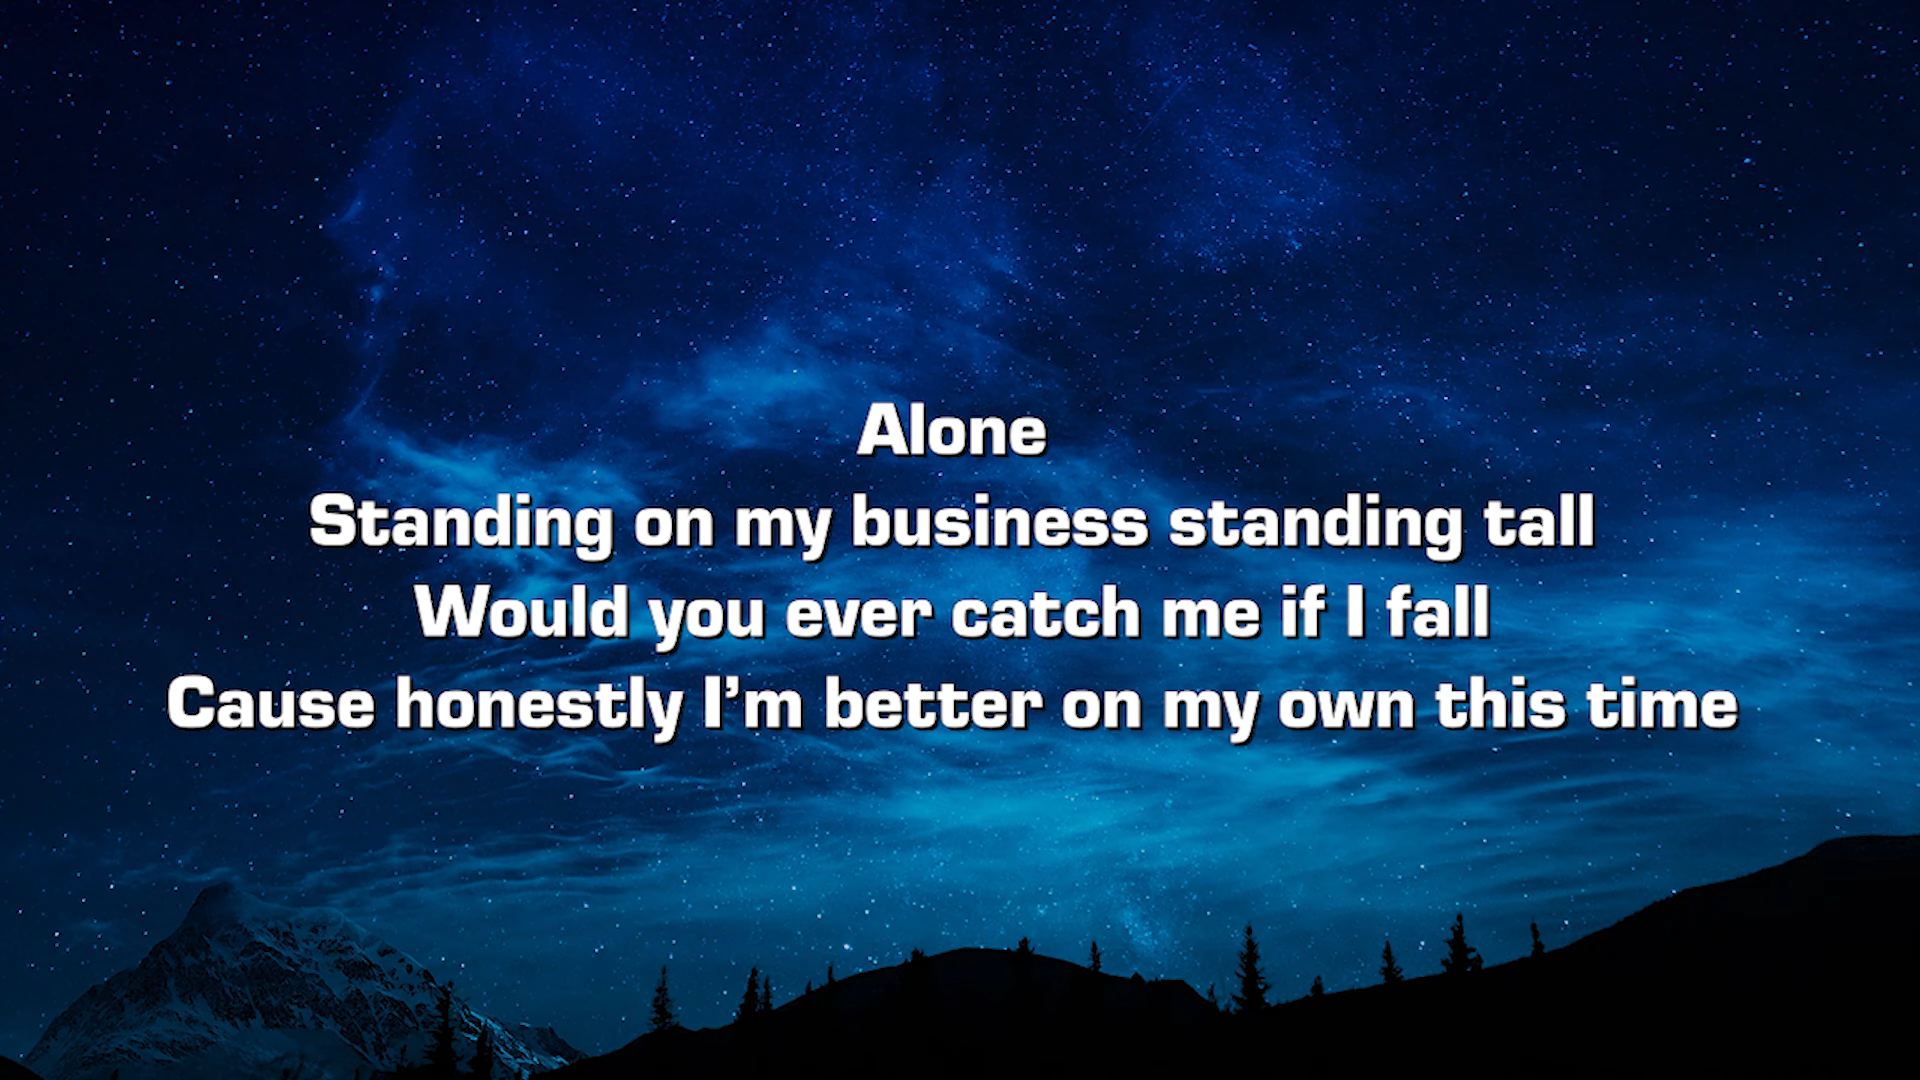 Alone
Standing on my business standing tall
Would you ever catch me if I fall
Cause honestly I’m better on my own this time